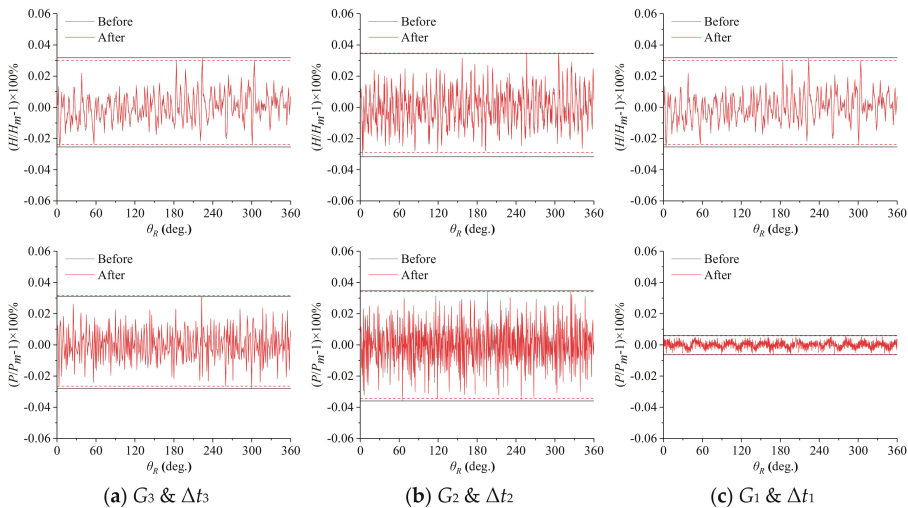 Before
After
(H/Hm-1)×100%
0.06
0.04
0.02
0.00
-0.02
-0.04
-0.06
0 60 120 180 240 300 360
θR (deg.)
Before
After
(H/Hm-1)×100%
0.06
0.04
0.02
0.00
-0.02
-0.04
-0.06
0 60 120 180 240 300 360
θR (deg.)
Before
After
(H/Hm-1)×100%
0.06
0.04
0.02
0.00
-0.02
-0.04
-0.06
0 60 120 180 240 300 360
θR (deg.)
Before
After
(P/Pm-1)×100%
0.06
0.04
0.02
0.00
-0.02
-0.04
-0.06
0 60 120 180 240 300 360
θR (deg.)
Before
After
(P/Pm-1)×100%
0.06
0.04
0.02
0.00
-0.02
-0.04
-0.06
0 60 120 180 240 300 360
θR (deg.)
Before
After
(P/Pm-1)×100%
0.06
0.04
0.02
0.00
-0.02
-0.04
-0.06
0 60 120 180 240 300 360
θR (deg.)
(a) G3 & Δt3
(b) G2 & Δt2
(c) G1 & Δt1